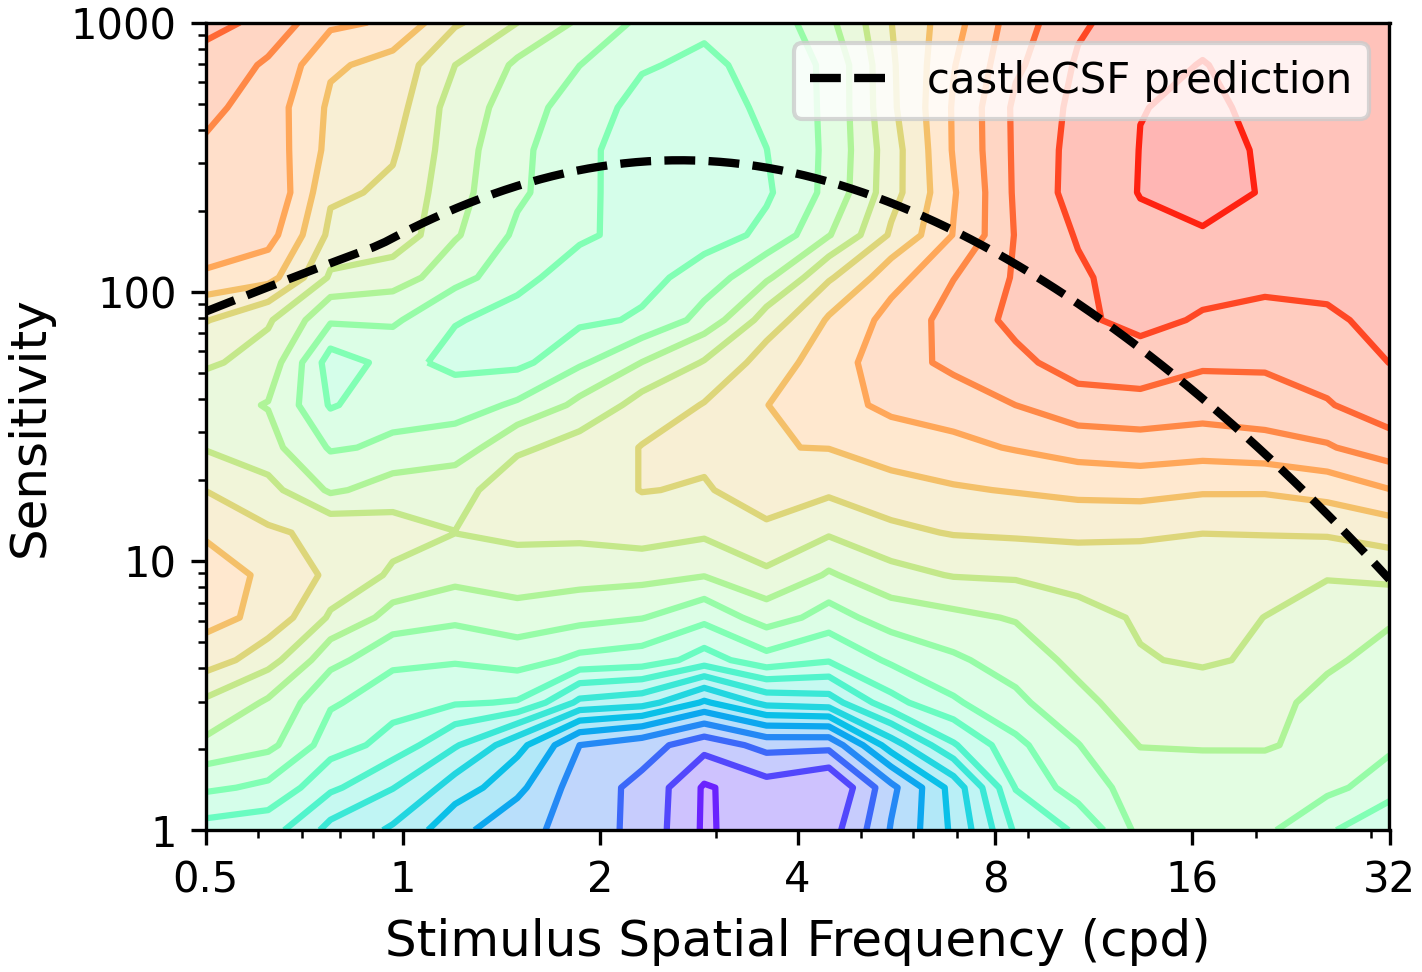 1000
castleCSF prediction
100
Sensitivity
10
1
0.5 1 2 4 8 16 32
Stimulus Spatial Frequency (cpd)